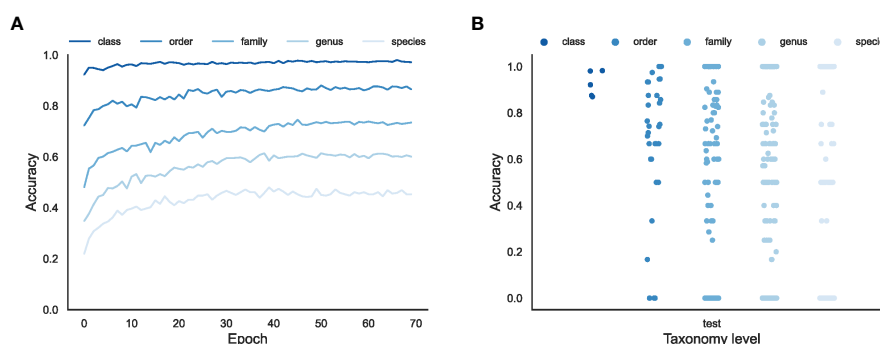 A
class order family genus species
1.0
0.8
0.6
0.4
0.2
0.0
Accuracy
0 10 20 30 40 50 60 70
Epoch
B
class order family genus speci
1.0
0.8
0.6
0.4
0.2
0.0
Accuracy
test
Taxonomy level